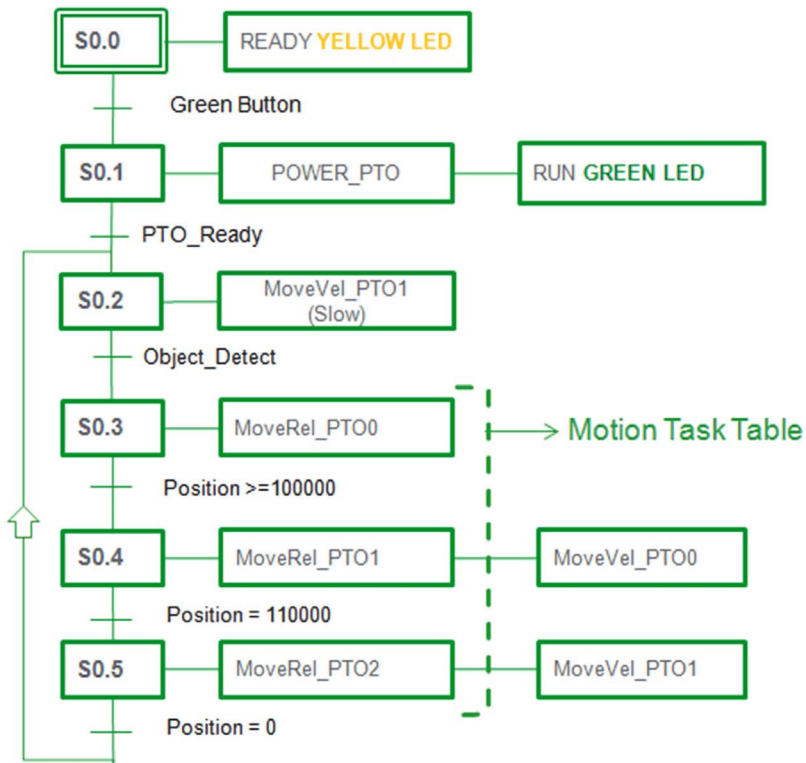 S0.0
READY YELLOW LED
Green Button
S0.1
POWER_PTO
RUN GREEN LED
PTO_Ready
S0.2
MoveVel_PTO1
(Slow)
Object_Detect
S0.3
MoveRel_PTO0
Motion Task Table
Position >=100000
S0.4
MoveRel_PTO1
MoveVel_PTO0
Position = 110000
S0.5
MoveRel_PTO2
MoveVel_PTO1
Position = 0